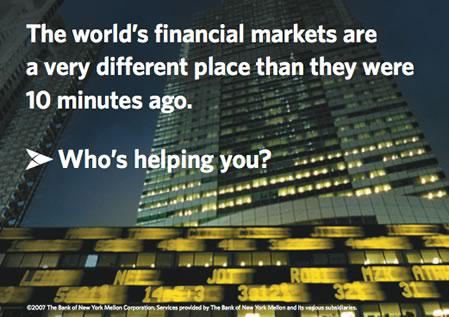 The world's financial markets are
a very different place than they were
10 minutes ago.
Who's helping you?
©2007 The Bank of New York Mellon Corporation. Services provided by The Bank of New York Mellon and its various subsidiaries.